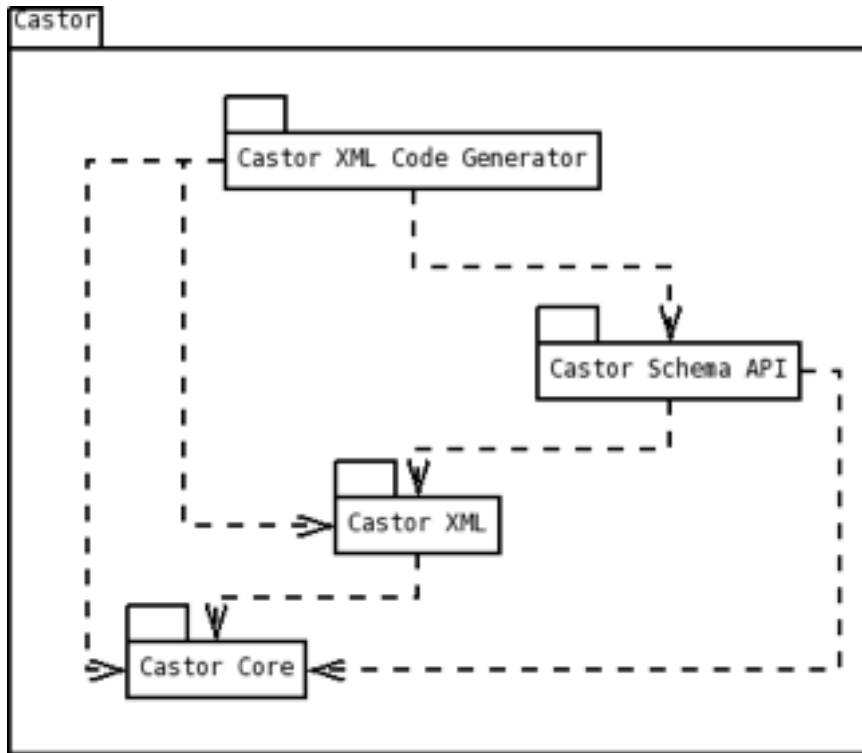 Castor
Castor XML Code Generator
Castor Schema API
Castor XML
Castor Core